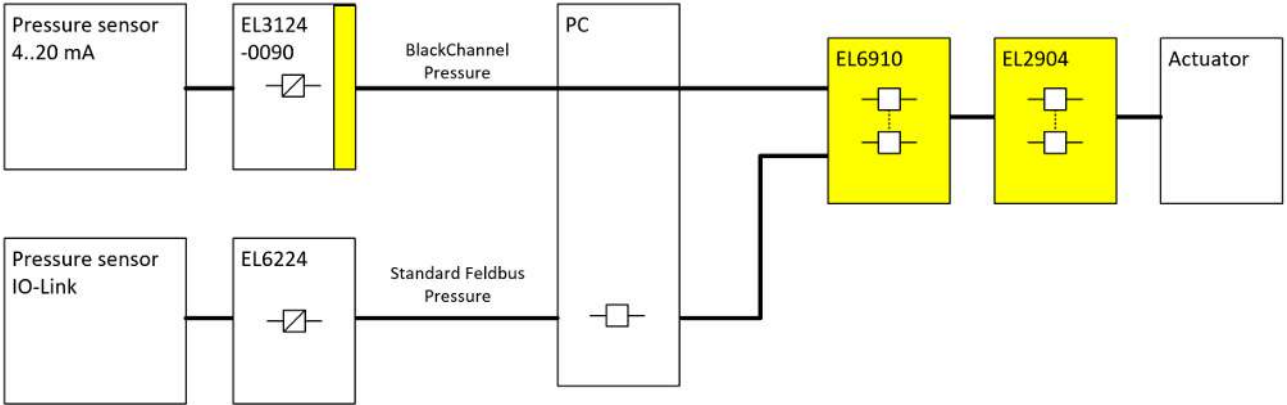 Pressure sensor
4..20 mA
EL3124
-0090
BlackChannel
Pressure
PC
EL6910
EL2904
Actuator
Pressure sensor
IO-Link
EL6224
Standard Feldbus
Pressure